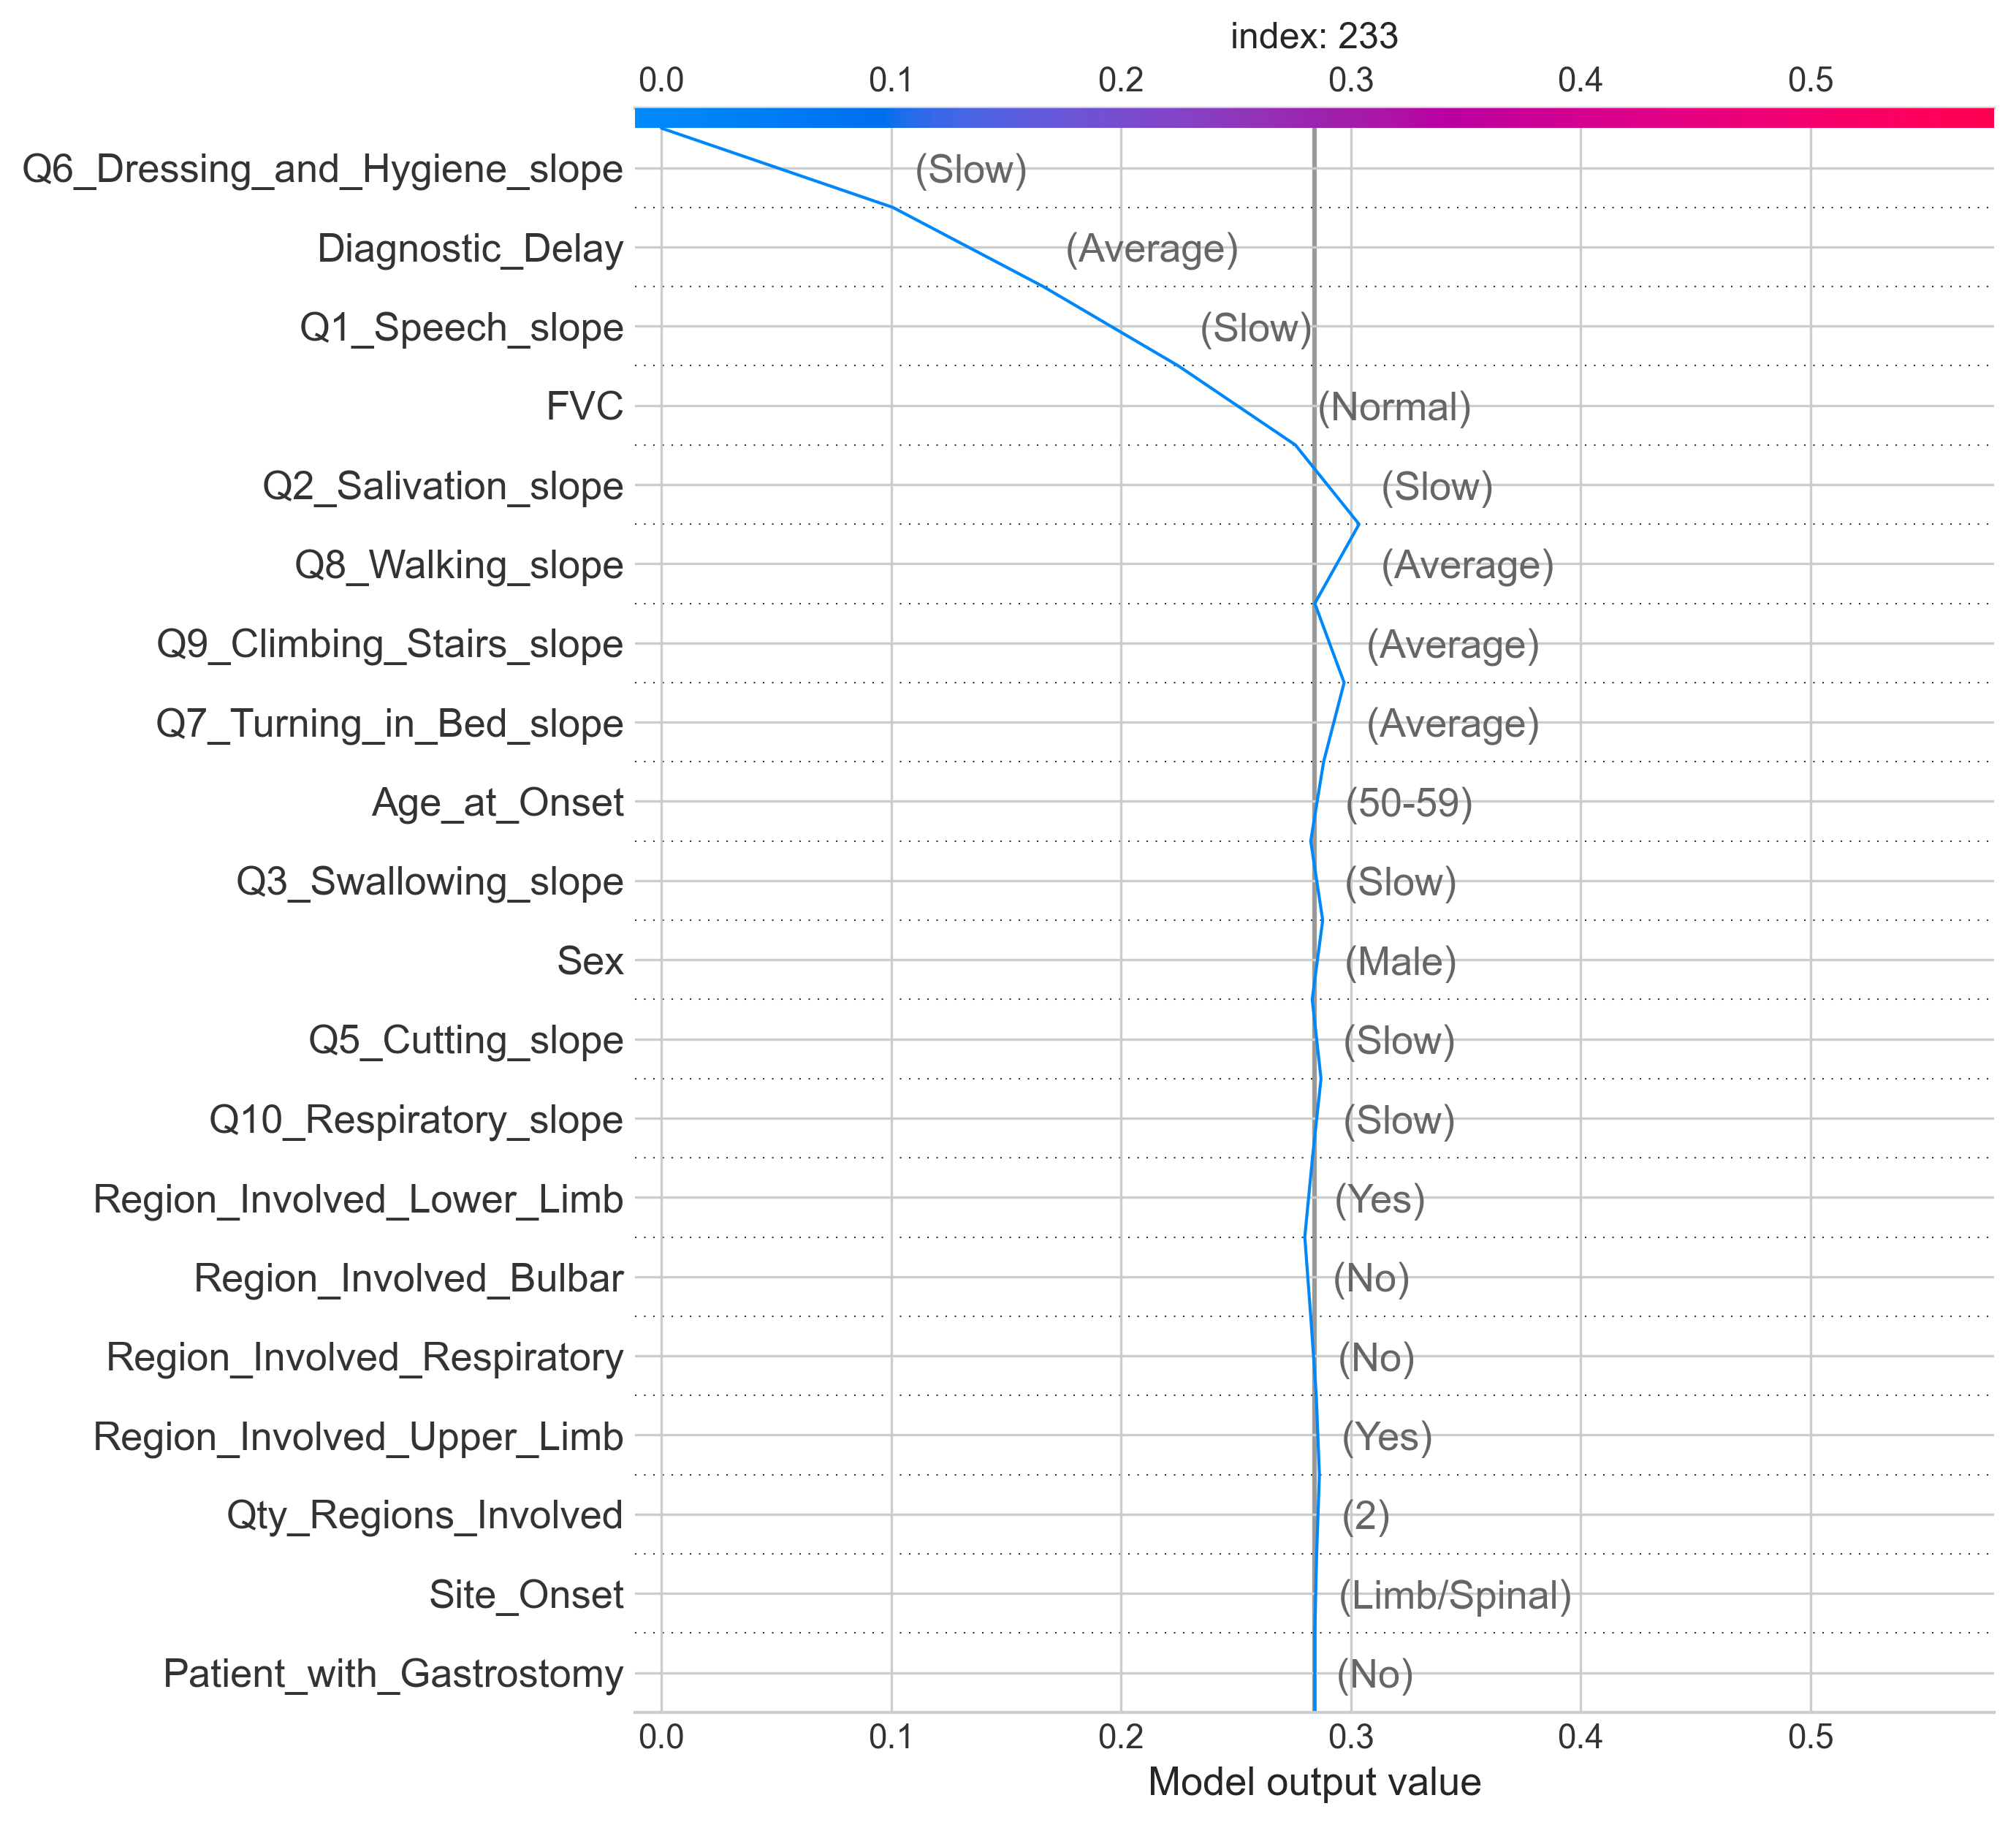 index: 233
0.0 0.1 0.2 0.3 0.4 0.5
Q6_Dressing_and_Hygiene_slope (Slow)
Diagnostic_Delay (Average)
Q1_Speech_slope (Slow)
FVC (Normal)
Q2_Salivation_slope (Slow)
Q8_Walking_slope (Average)
Q9_Climbing_Stairs_slope (Average)
Q7_Turning_in_Bed_slope (Average)
Age_at_Onset (50-59)
Q3_Swallowing_slope (Slow)
Sex (Male)
Q5_Cutting_slope (Slow)
Q10_Respiratory_slope (Slow)
Region_Involved_Lower_Limb (Yes)
Region_Involved_Bulbar (No)
Region_Involved_Respiratory (No)
Region_Involved_Upper_Limb (Yes)
Qty_Regions_Involved (2)
Site_Onset (Limb/Spinal)
Patient_with_Gastrostomy (No)
0.0 0.1 0.2 0.3 0.4 0.5
Model output value